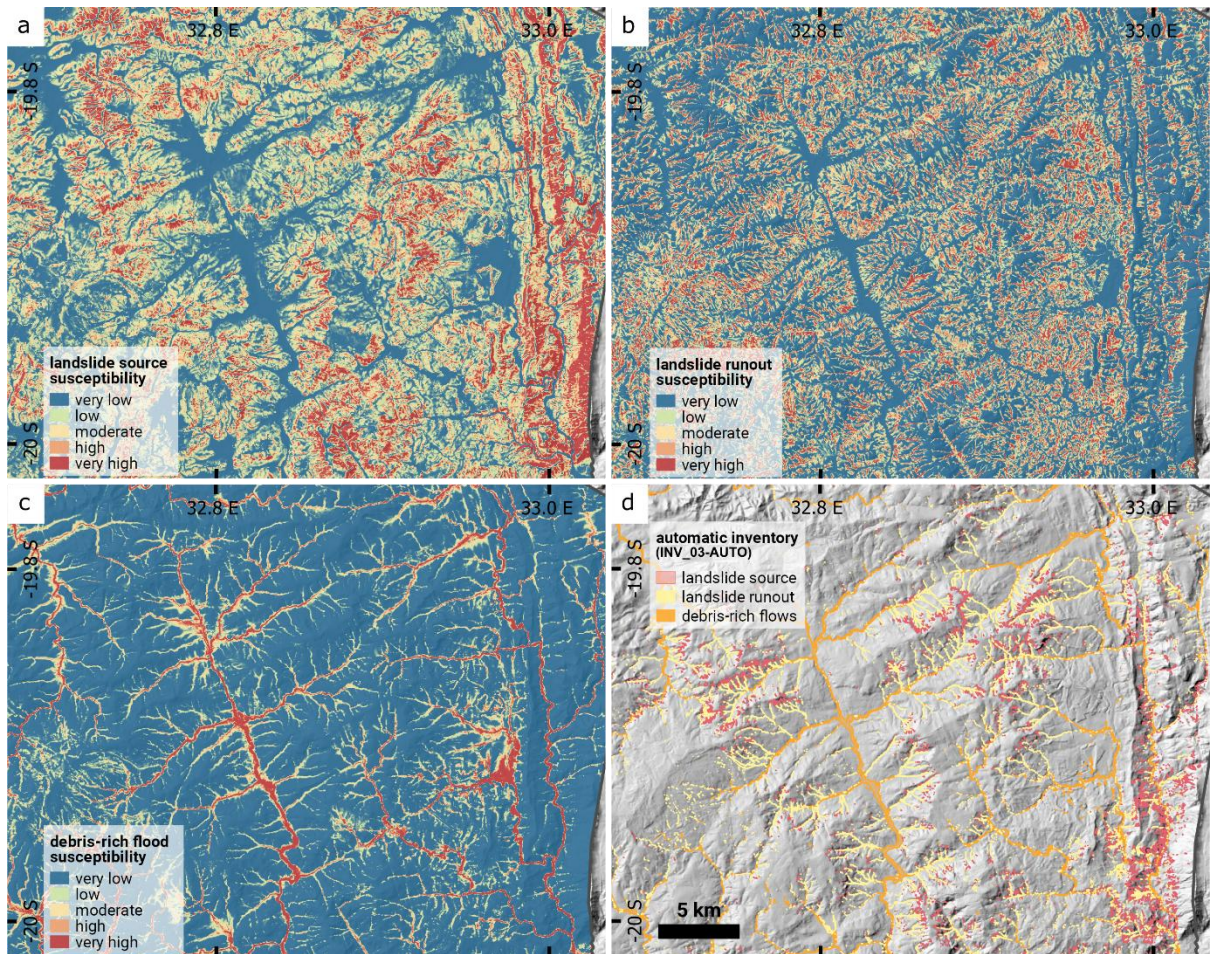 a
32.8 E
33.0 E
-19.8 S
-20 S
landslide source
susceptibility
very low
low
moderate
high
very high
b
32.8 E
33.0 E
-19.8 S
-20 S
landslide runout
susceptibility
very low
low
moderate
high
very high
c
32.8 E
33.0 E
-19.8 S
-20 S
debris-rich flood
susceptibility
very low
low
moderate
high
very high
d
32.8 E
33.0 E
-19.8 S
-20 S
automatic inventory
(INV_03-AUTO)
landslide source
landslide runout
debris-rich flows
5 km